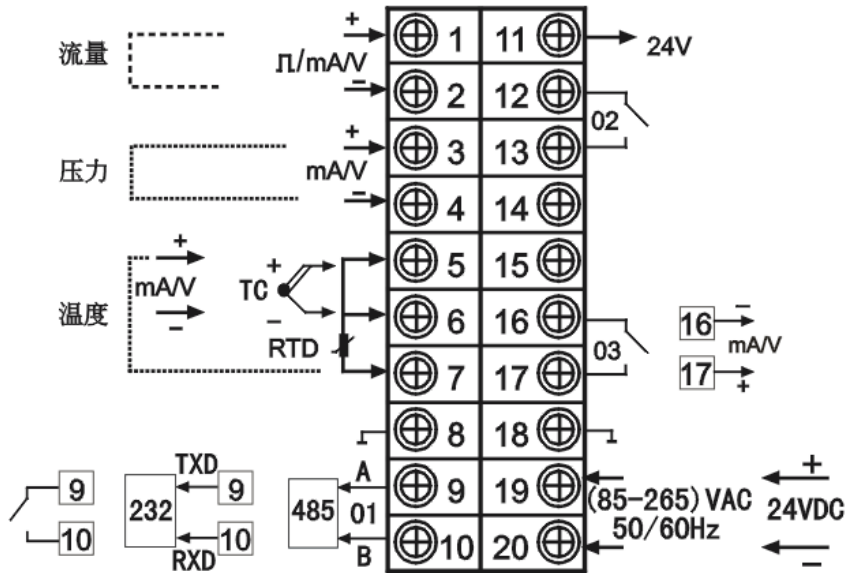 流量
+
⎍/mA/V
−
1 11
24V
2 12
02
压力
+
mA/V
−
3 13
4 14
温度
+
mA/V
−
TC
+
−
RTD
5 15
6 16
03
7 17
16
−
mA/V
17
+
8 18
9
10
TXD
232
9
10
RXD
485
A
01
B
9 19
10 20
(85-265)VAC
50/60Hz
+
24VDC
−